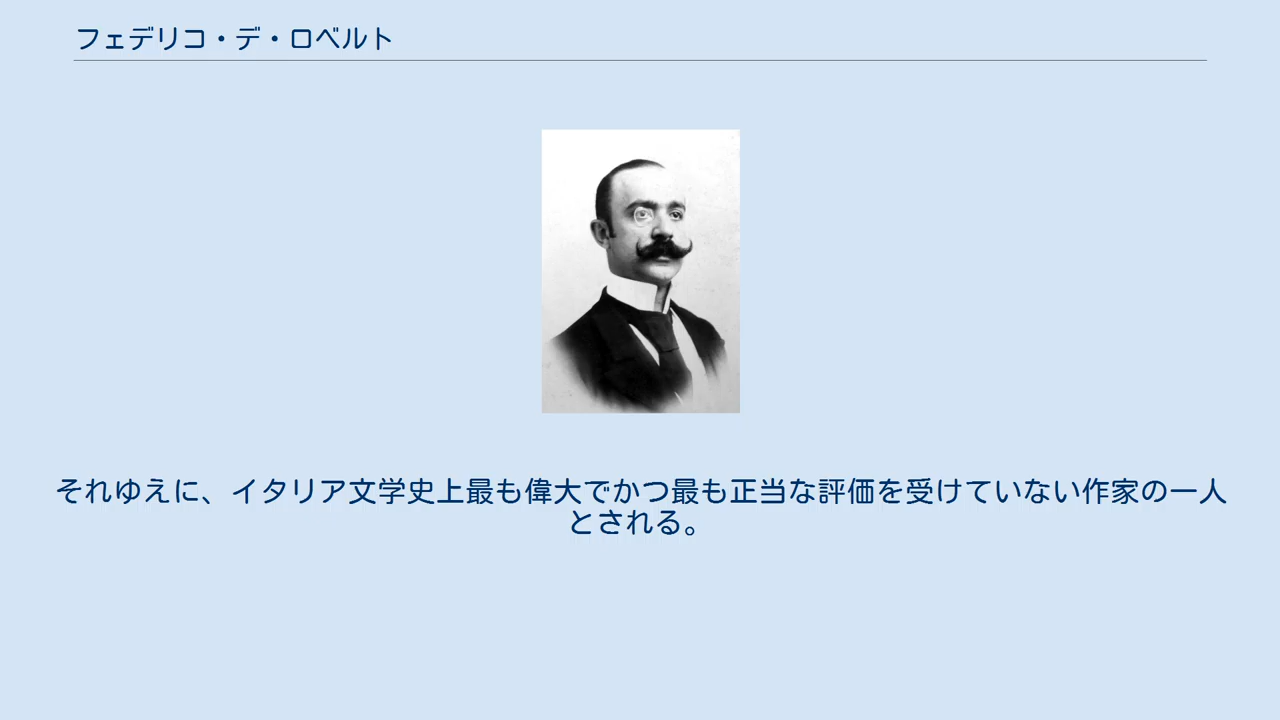 フェデリコ・デ・ロベルト
それゆえに、イタリア文学史上最も偉大でかつ最も正当な評価を受けていない作家の一人
とされる。